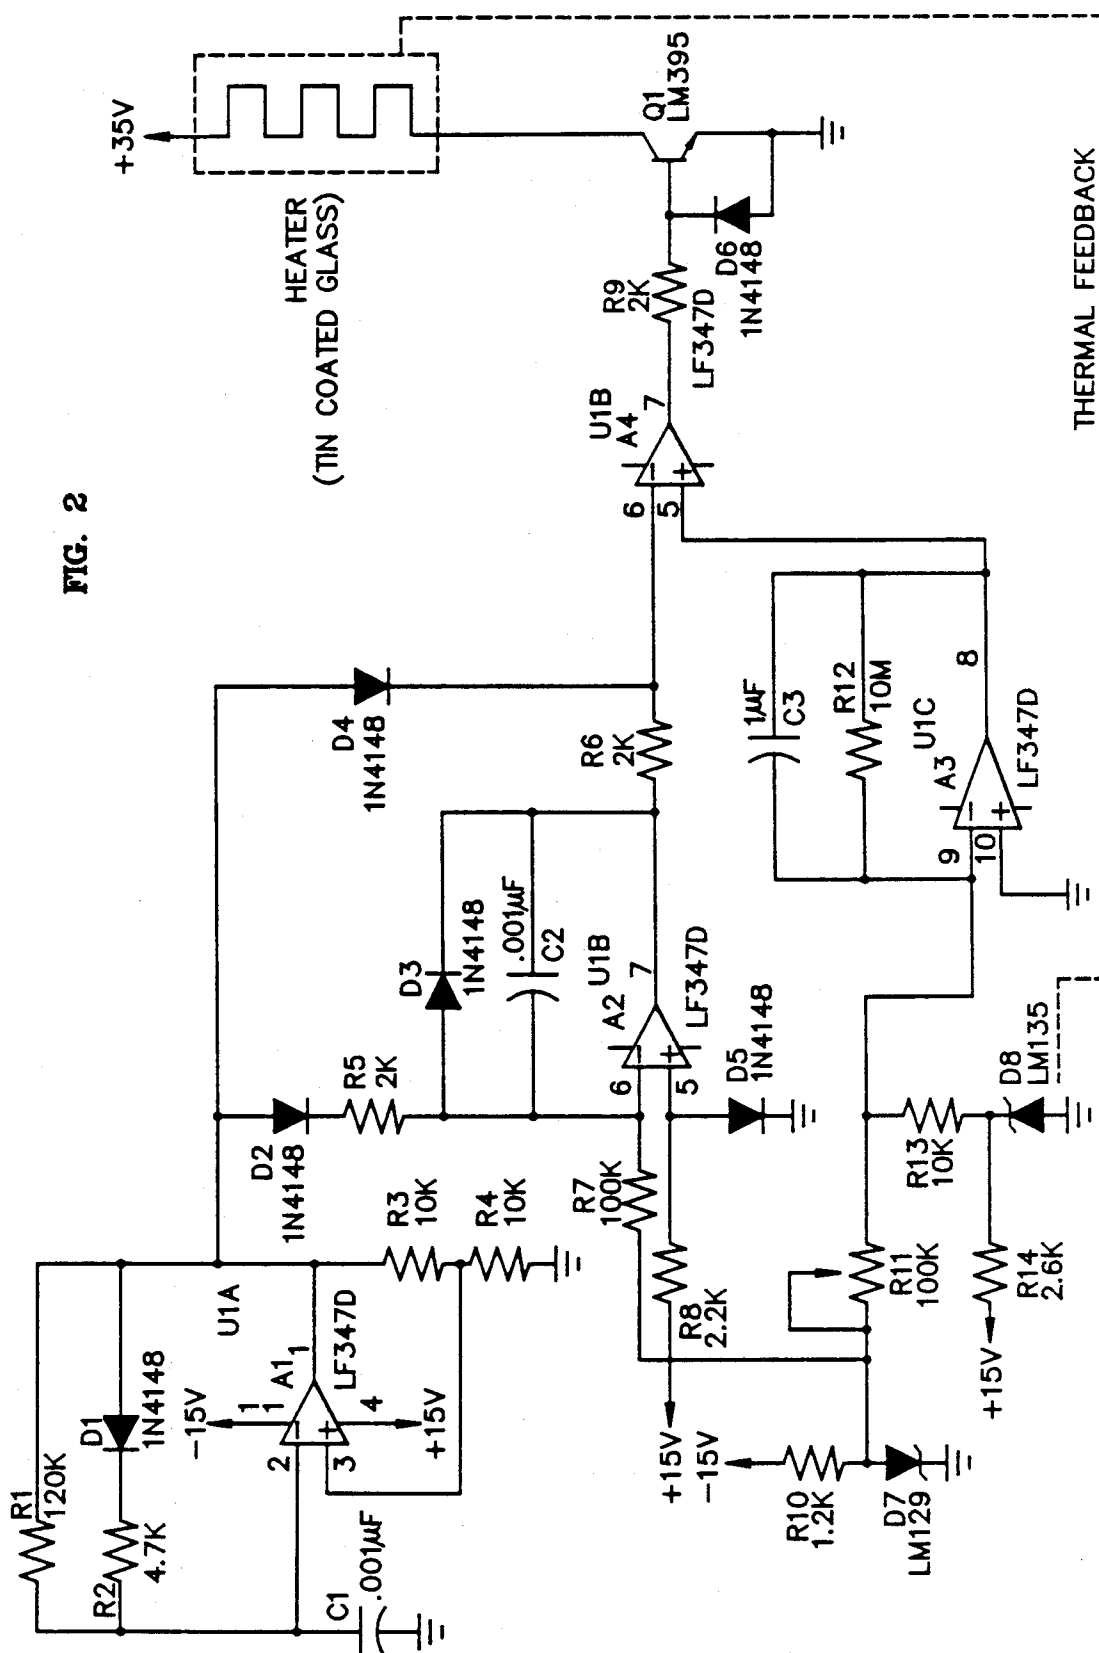 FIG. 2
+35V
HEATER
(TIN COATED GLASS)
Q1
LM395
D6
1N4148
R9
2K
LF347D
U1B
A4
7
6
5
THERMAL FEEDBACK
D4
1N4148
R6
2K
1µF
C3
R12
10M
U1C
A3
8
LF347D
9
10
D3
1N4148
.001µF
C2
U1B
A2
7
LF347D
6
5
D5
1N4148
R5
2K
D2
1N4148
R3
10K
R4
10K
R7
100K
R8
2.2K
+15V
R1
120K
D1
1N4148
R2
4.7K
U1A
A1
1
LF347D
-15V
11
4
+15V
2
3
C1
.001µF
-15V
R10
1.2K
D7
LM129
R11
100K
R13
10K
D8
LM135
R14
2.6K
+15V